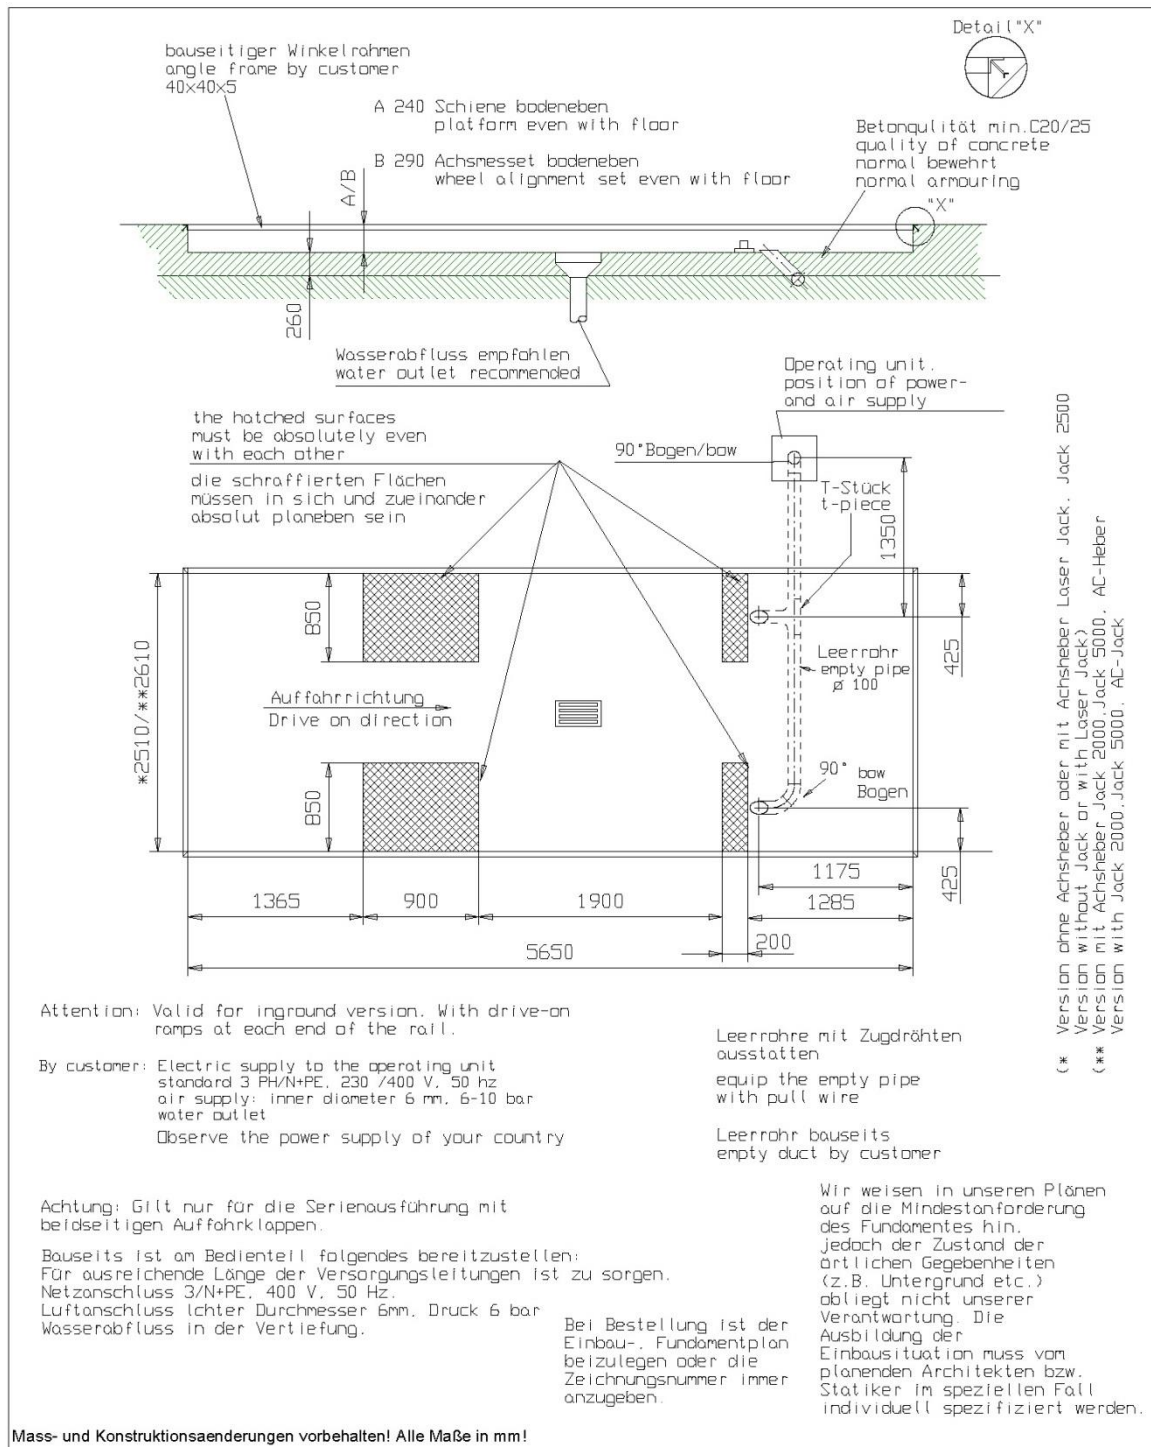 Detail"X"
bauseitiger Winkelrahmen
angle frame by customer
40x40x5
A 240 Schiene bodeneben
platform even with floor
B 290 Achsmesset bodeneben
wheel alignment set even with floor
A/B
Betonqulität min.C20/25
quality of concrete
normal bewehrt
normal armouring
"X"
260
Wasserabfluss empfohlen
water outlet recommended
Operating unit.
position of power-
and air supply
the hatched surfaces
must be absolutely even
with each other
die schraffierten Flächen
müssen in sich und zueinander
absolut planeben sein
90°Bogen/bow
T-Stück
t-piece
1350
850
*2510/**2610
Auffahrrichtung
Drive on direction
Leerrohr
empty pipe
ø 100
425
850
90° bow
Bogen
425
1175
1365
900
1900
1285
200
5650
(* Version ohne Achsheber oder mit Achsheber Laser Jack. Jack 2500
Version without Jack or with Laser Jack)
(** Version mit Achsheber Jack 2000.Jack 5000. AC-Heber
Version with Jack 2000.Jack 5000. AC-Jack
Attention: Valid for inground version. With drive-on
ramps at each end of the rail.
By customer: Electric supply to the operating unit
standard 3 PH/N+PE, 230 /400 V, 50 hz
air supply: inner diameter 6 mm, 6-10 bar
water outlet
Observe the power supply of your country
Leerrohre mit Zugdrähten
ausstatten
equip the empty pipe
with pull wire
Leerrohr bauseits
empty duct by customer
Achtung: Gilt nur für die Serienausführung mit
beidseitigen Auffahrklappen.
Bauseits ist am Bedienteil folgendes bereitzustellen:
Für ausreichende Länge der Versorgungsleitungen ist zu sorgen.
Netzanschluss 3/N+PE, 400 V, 50 Hz.
Luftanschluss lchter Durchmesser 6mm, Druck 6 bar
Wasserabfluss in der Vertiefung.
Bei Bestellung ist der
Einbau-, Fundamentplan
beizulegen oder die
Zeichnungsnummer immer
anzugeben.
Wir weisen in unseren Plänen
auf die Mindestanforderung
des Fundamentes hin.
jedoch der Zustand der
örtlichen Gegebenheiten
(z.B. Untergrund etc.)
obliegt nicht unserer
Verantwortung. Die
Ausbildung der
Einbausituation muss vom
planenden Architekten bzw.
Statiker im speziellen Fall
individuell spezifiziert werden.
Mass- und Konstruktionsaenderungen vorbehalten! Alle Maße in mm!